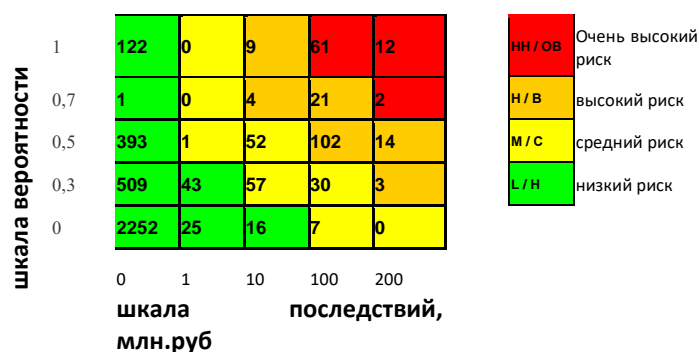 1 122 0 9 61 12
0,7 1 0 4 21 2
0,5 393 1 52 102 14
0,3 509 43 57 30 3
0 2252 25 16 7 0
0 1 10 100 200
шкала вероятности
шкала последствий,
млн.руб
HH / ОВ Очень высокий
риск
H / B высокий риск
M / C средний риск
L / H низкий риск